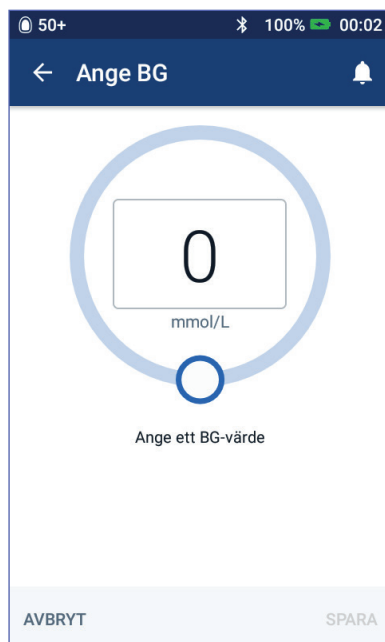 50+ 100% 00:02
Ange BG
0
mmol/L
Ange ett BG-värde
AVBRYT SPARA